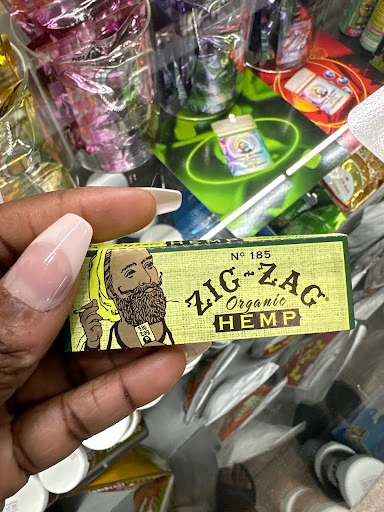 Nº 185
ZIG-ZAG
Organic
HEMP